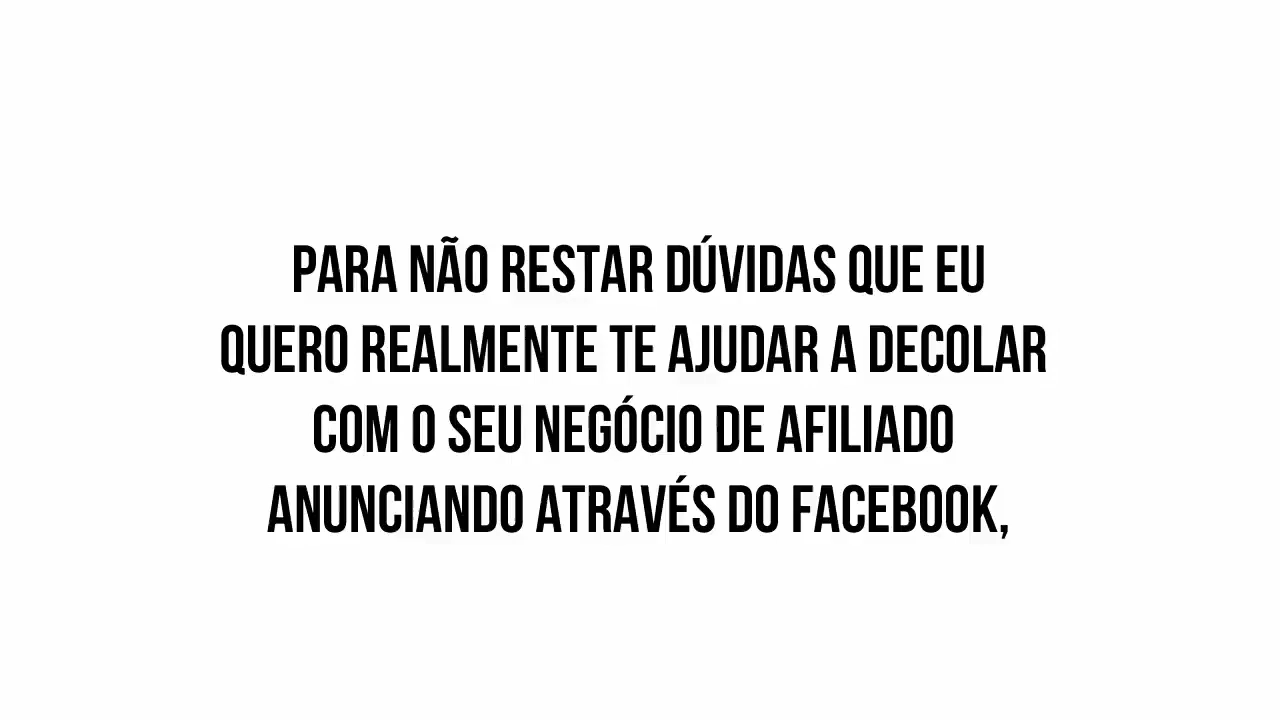 PARA NÃO RESTAR DÚVIDAS QUE EU
QUERO REALMENTE TE AJUDAR A DECOLAR
COM O SEU NEGÓCIO DE AFILIADO
ANUNCIANDO ATRAVÉS DO FACEBOOK,